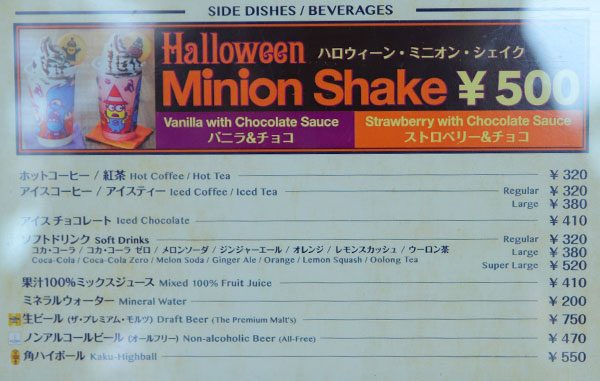 SIDE DISHES / BEVERAGES
Halloween ハロウィーン・ミニオン・シェイク
Minion Shake ¥500
Vanilla with Chocolate Sauce
バニラ&チョコ
Strawberry with Chocolate Sauce
ストロベリー&チョコ
ホットコーヒー / 紅茶 Hot Coffee / Hot Tea ¥320
アイスコーヒー / アイスティー Iced Coffee / Iced Tea Regular ¥320
Large ¥380
アイス チョコレート Iced Chocolate ¥410
ソフトドリンク Soft Drinks Regular ¥320
コカ・コーラ / コカ・コーラ ゼロ / メロンソーダ / ジンジャーエール / オレンジ / レモンスカッシュ / ウーロン茶 Large ¥380
Coca-Cola / Coca-Cola Zero / Melon Soda / Ginger Ale / Orange / Lemon Squash / Oolong Tea Super Large ¥520
果汁100%ミックスジュース Mixed 100% Fruit Juice ¥410
ミネラルウォーター Mineral Water ¥200
生ビール (ザ・プレミアム・モルツ) Draft Beer (The Premium Malt's) ¥750
ノンアルコールビール (オールフリー) Non-alcoholic Beer (All-Free) ¥470
角ハイボール Kaku-Highball ¥550